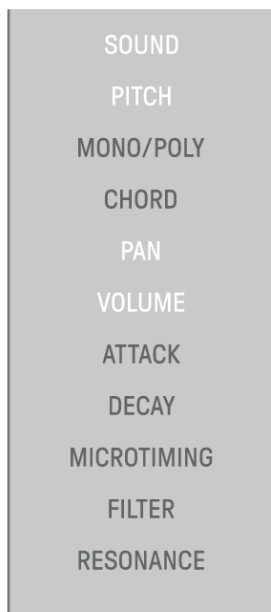 SOUND
PITCH
MONO/POLY
CHORD
PAN
VOLUME
ATTACK
DECAY
MICROTIMING
FILTER
RESONANCE